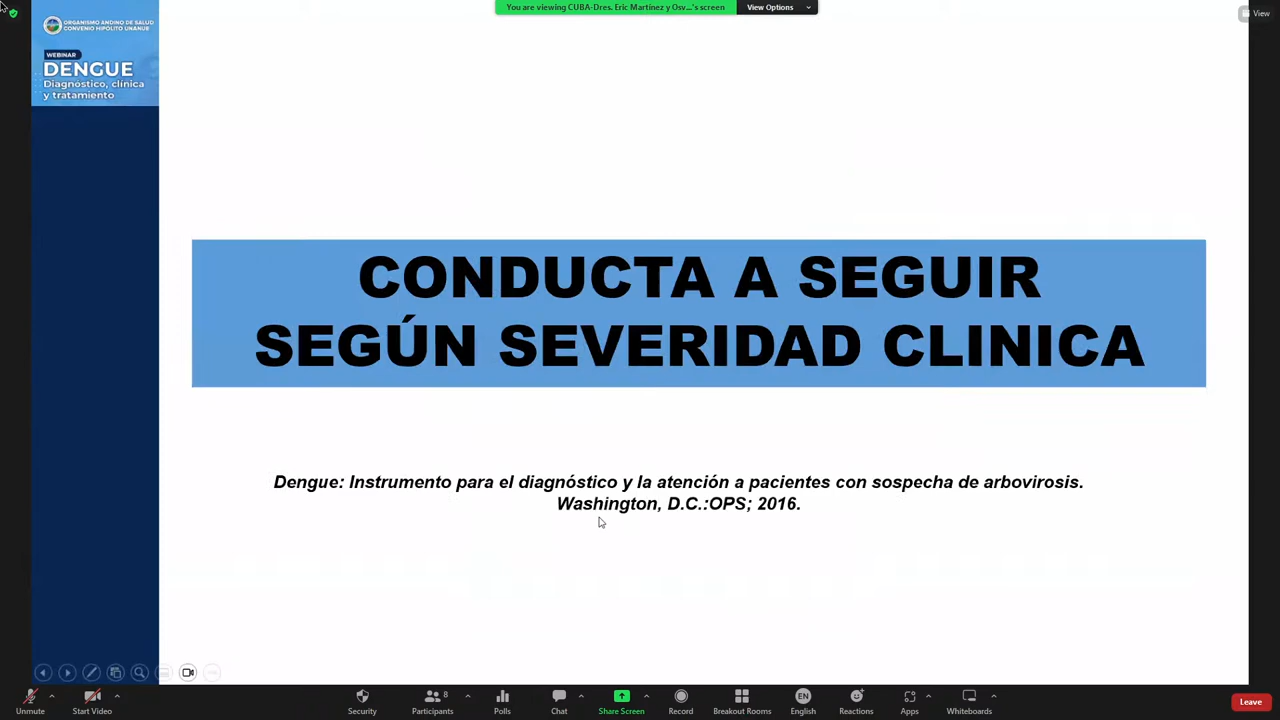 You are viewing CUBA-Dres. Eric Martínez y Osv...'s screen
View Options
View
ORGANISMO ANDINO DE SALUD
CONVENIO HIPÓLITO UNANUE
WEBINAR
DENGUE
Diagnóstico, clínica
y tratamiento
CONDUCTA A SEGUIR
SEGÚN SEVERIDAD CLINICA
Dengue: Instrumento para el diagnóstico y la atención a pacientes con sospecha de arbovirosis.
Washington, D.C.:OPS; 2016.
Unmute
Start Video
Security
Participants
8
Polls
Chat
Share Screen
Record
Breakout Rooms
EN
English
Reactions
Apps
Whiteboards
Leave